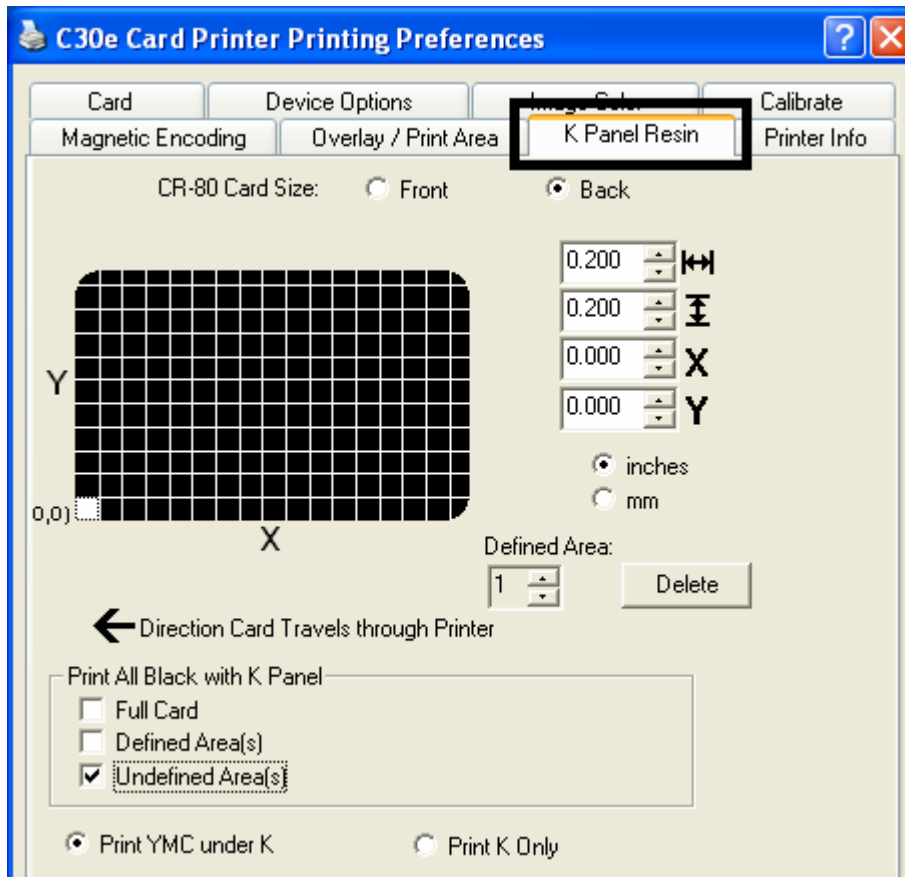 C30e Card Printer Printing Preferences
Card Device Options Image Color Calibrate
Magnetic Encoding Overlay / Print Area K Panel Resin Printer Info
CR-80 Card Size: Front Back
0.200
0.200
0.000 X
0.000 Y
Y
inches
mm
0,0)
X
Defined Area:
1 Delete
Direction Card Travels through Printer
Print All Black with K Panel
Full Card
Defined Area(s)
Undefined Area(s)
Print YMC under K Print K Only